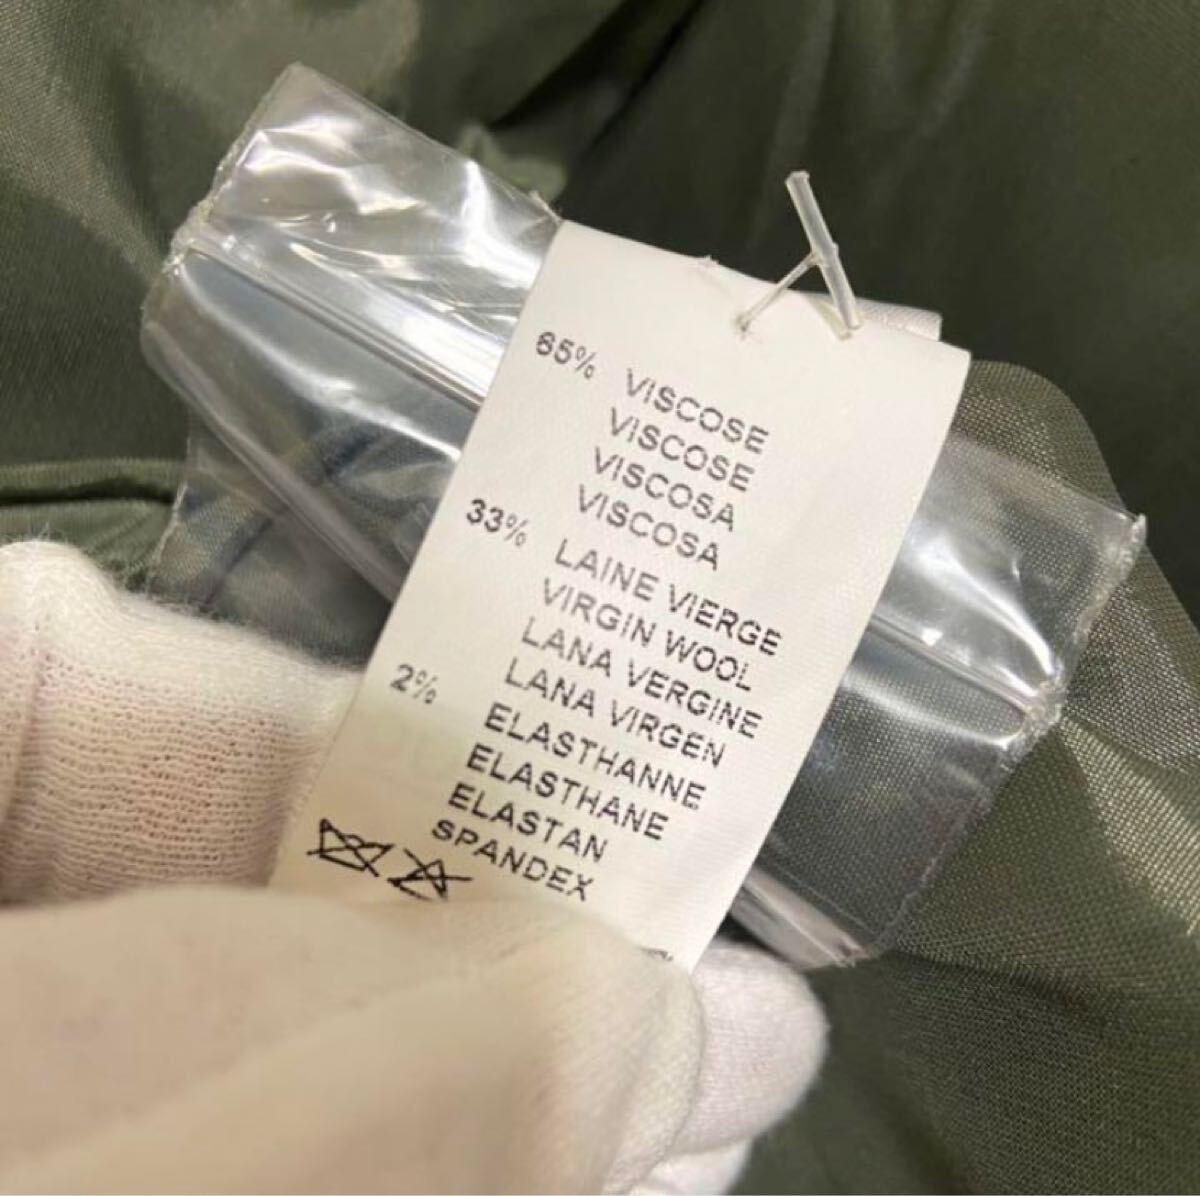 65% VISCOSE
VISCOSE
VISCOSA
VISCOSA
33% LAINE VIERGE
VIRGIN WOOL
LANA VERGINE
LANA VIRGEN
2% ELASTHANNE
ELASTHANE
ELASTAN
SPANDEX